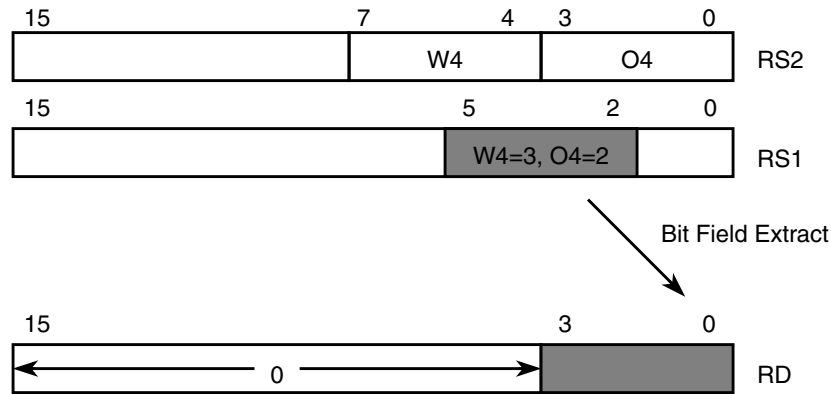 15 7 4 3 0
W4 O4 RS2
15 5 2 0
W4=3, O4=2 RS1
Bit Field Extract
15 3 0
0 RD